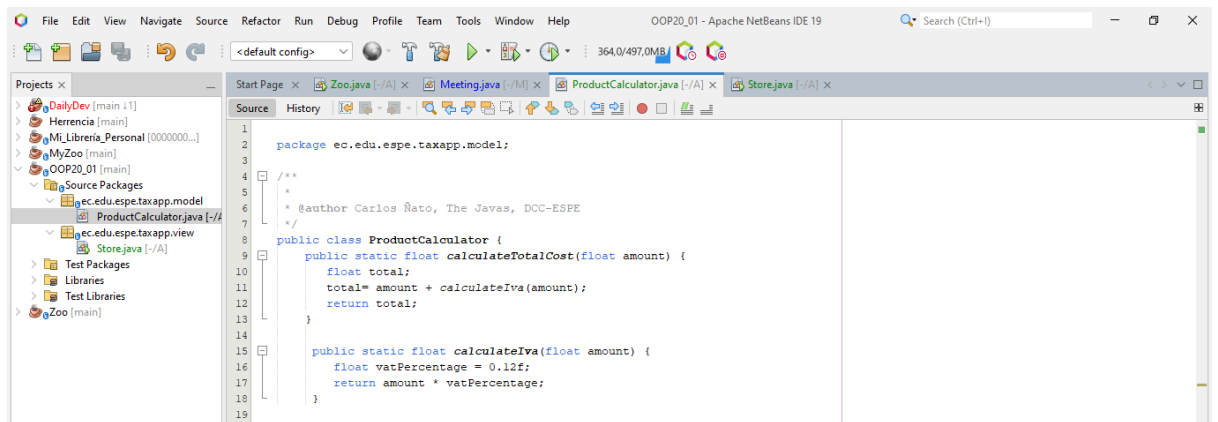 File Edit View Navigate Source Refactor Run Debug Profile Team Tools Window Help OOP20_01 - Apache NetBeans IDE 19 Search (Ctrl+I)
<default config> 364,0/497,0MB
Projects
Start Page Zoo.java [-/A] Meeting.java [-/M] ProductCalculator.java [-/A] Store.java [-/A]
DailyDev [main ↓1]
Herrencia [main]
Mi_Librería_Personal [0000000...]
MyZoo [main]
OOP20_01 [main]
Source Packages
ec.edu.espe.taxapp.model
ProductCalculator.java [-/A
ec.edu.espe.taxapp.view
Store.java [-/A]
Test Packages
Libraries
Test Libraries
Zoo [main]
Source History
1
2 package ec.edu.espe.taxapp.model;
3
4 /**
5 *
6 * @author Carlos Ñato, The Javas, DCC-ESPE
7 */
8 public class ProductCalculator {
9 public static float calculateTotalCost(float amount) {
10 float total;
11 total= amount + calculateIva(amount);
12 return total;
13 }
14
15 public static float calculateIva(float amount) {
16 float vatPercentage = 0.12f;
17 return amount * vatPercentage;
18 }
19